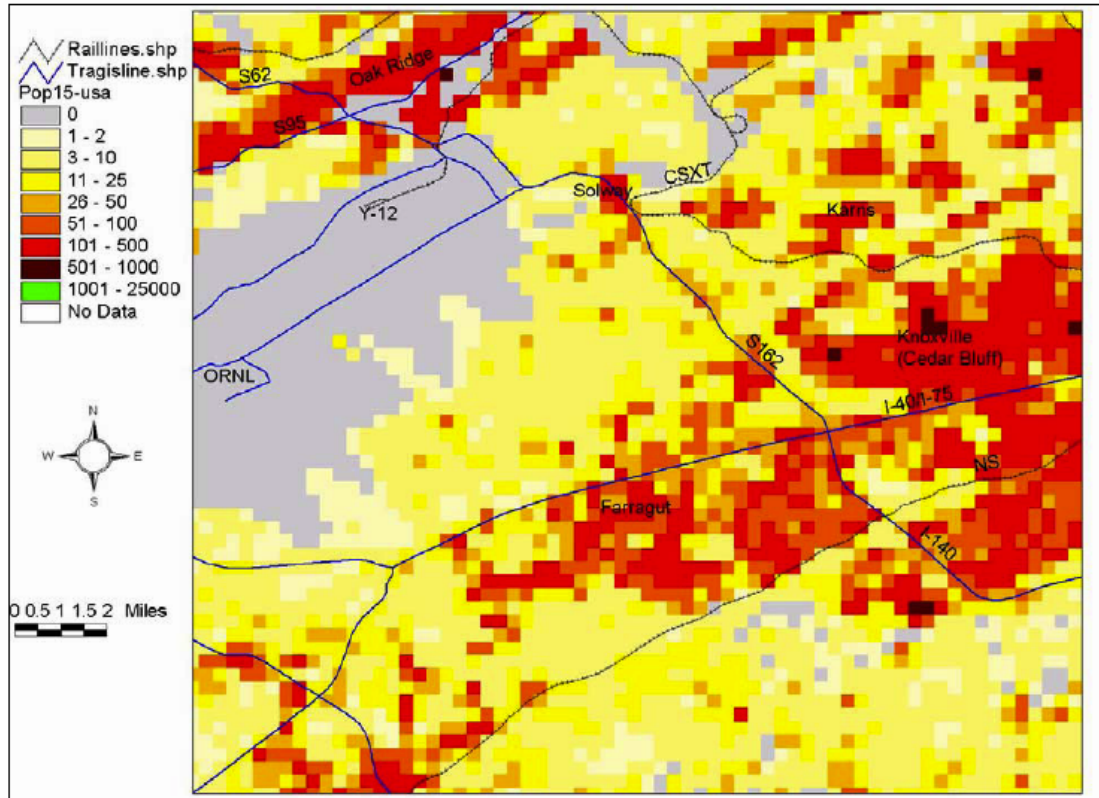 Raillines.shp
Tragisline.shp
Pop15-usa
0
1 - 2
3 - 10
11 - 25
26 - 50
51 - 100
101 - 500
501 - 1000
1001 - 25000
No Data
N
W E
S
0 0.5 1 1.5 2 Miles
S62
Oak Ridge
S95
Y-12
Solway
CSXT
Karns
ORNL
S162
Knoxville
(Cedar Bluff)
I-40/I-75
NS
Farragut
I-140